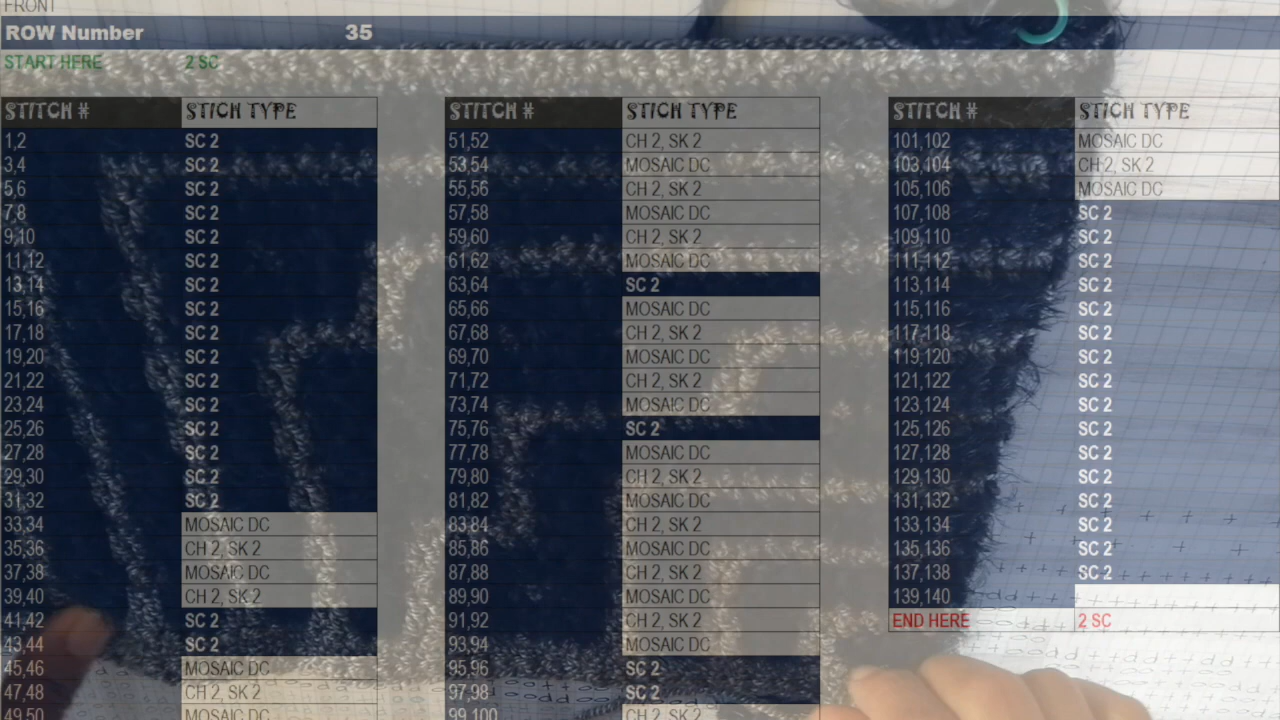 FRONT
ROW Number 35
START HERE 2 SC
STITCH # STICH TYPE
1,2 SC 2
3,4 SC 2
5,6 SC 2
7,8 SC 2
9,10 SC 2
11,12 SC 2
13,14 SC 2
15,16 SC 2
17,18 SC 2
19,20 SC 2
21,22 SC 2
23,24 SC 2
25,26 SC 2
27,28 SC 2
29,30 SC 2
31,32 SC 2
33,34 MOSAIC DC
35,36 CH 2, SK 2
37,38 MOSAIC DC
39,40 CH 2, SK 2
41,42 SC 2
43,44 SC 2
45,46 MOSAIC DC
47,48 CH 2, SK 2
49,50 MOSAIC DC
STITCH # STICH TYPE
51,52 CH 2, SK 2
53,54 MOSAIC DC
55,56 CH 2, SK 2
57,58 MOSAIC DC
59,60 CH 2, SK 2
61,62 MOSAIC DC
63,64 SC 2
65,66 MOSAIC DC
67,68 CH 2, SK 2
69,70 MOSAIC DC
71,72 CH 2, SK 2
73,74 MOSAIC DC
75,76 SC 2
77,78 MOSAIC DC
79,80 CH 2, SK 2
81,82 MOSAIC DC
83,84 CH 2, SK 2
85,86 MOSAIC DC
87,88 CH 2, SK 2
89,90 MOSAIC DC
91,92 CH 2, SK 2
93,94 MOSAIC DC
95,96 SC 2
97,98 SC 2
99,100 CH 2, SK 2
STITCH # STICH TYPE
101,102 MOSAIC DC
103,104 CH 2, SK 2
105,106 MOSAIC DC
107,108 SC 2
109,110 SC 2
111,112 SC 2
113,114 SC 2
115,116 SC 2
117,118 SC 2
119,120 SC 2
121,122 SC 2
123,124 SC 2
125,126 SC 2
127,128 SC 2
129,130 SC 2
131,132 SC 2
133,134 SC 2
135,136 SC 2
137,138 SC 2
139,140
END HERE 2 SC